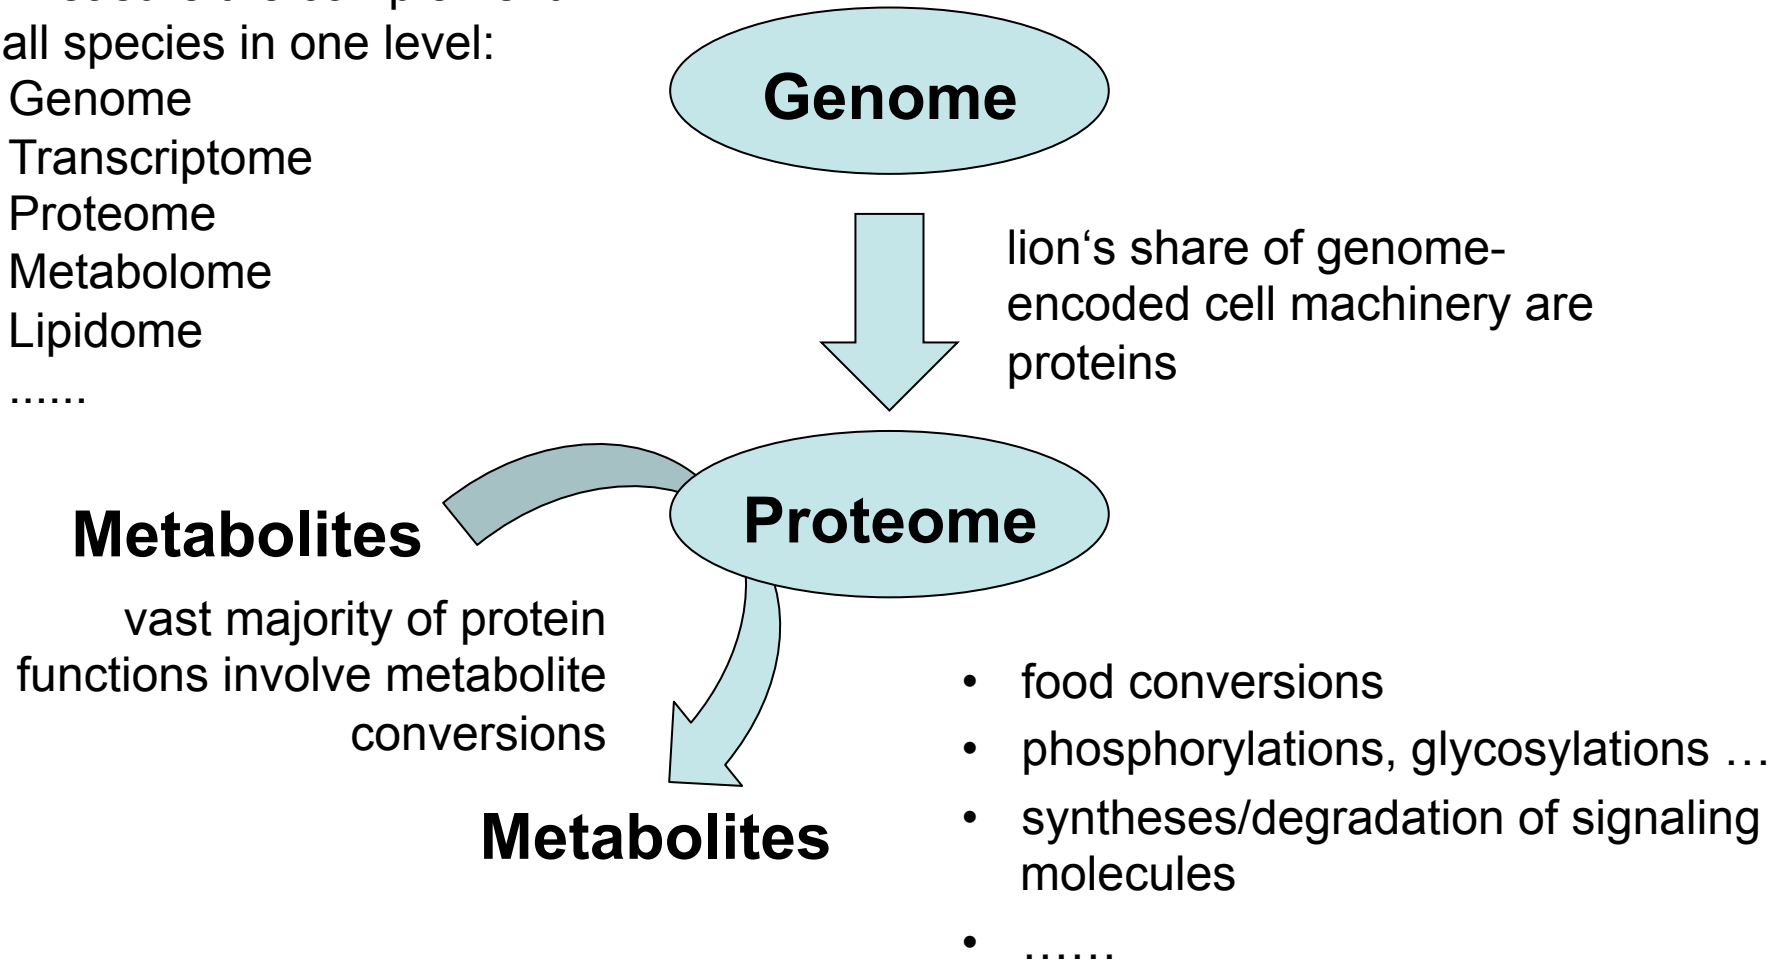 all species in one level:
Genome
Transcriptome
Proteome
Metabolome
Lipidome
......
Genome
lion‘s share of genome-
encoded cell machinery are
proteins
Metabolites
Proteome
vast majority of protein
functions involve metabolite
conversions
Metabolites
• food conversions
• phosphorylations, glycosylations …
• syntheses/degradation of signaling
molecules
• ……